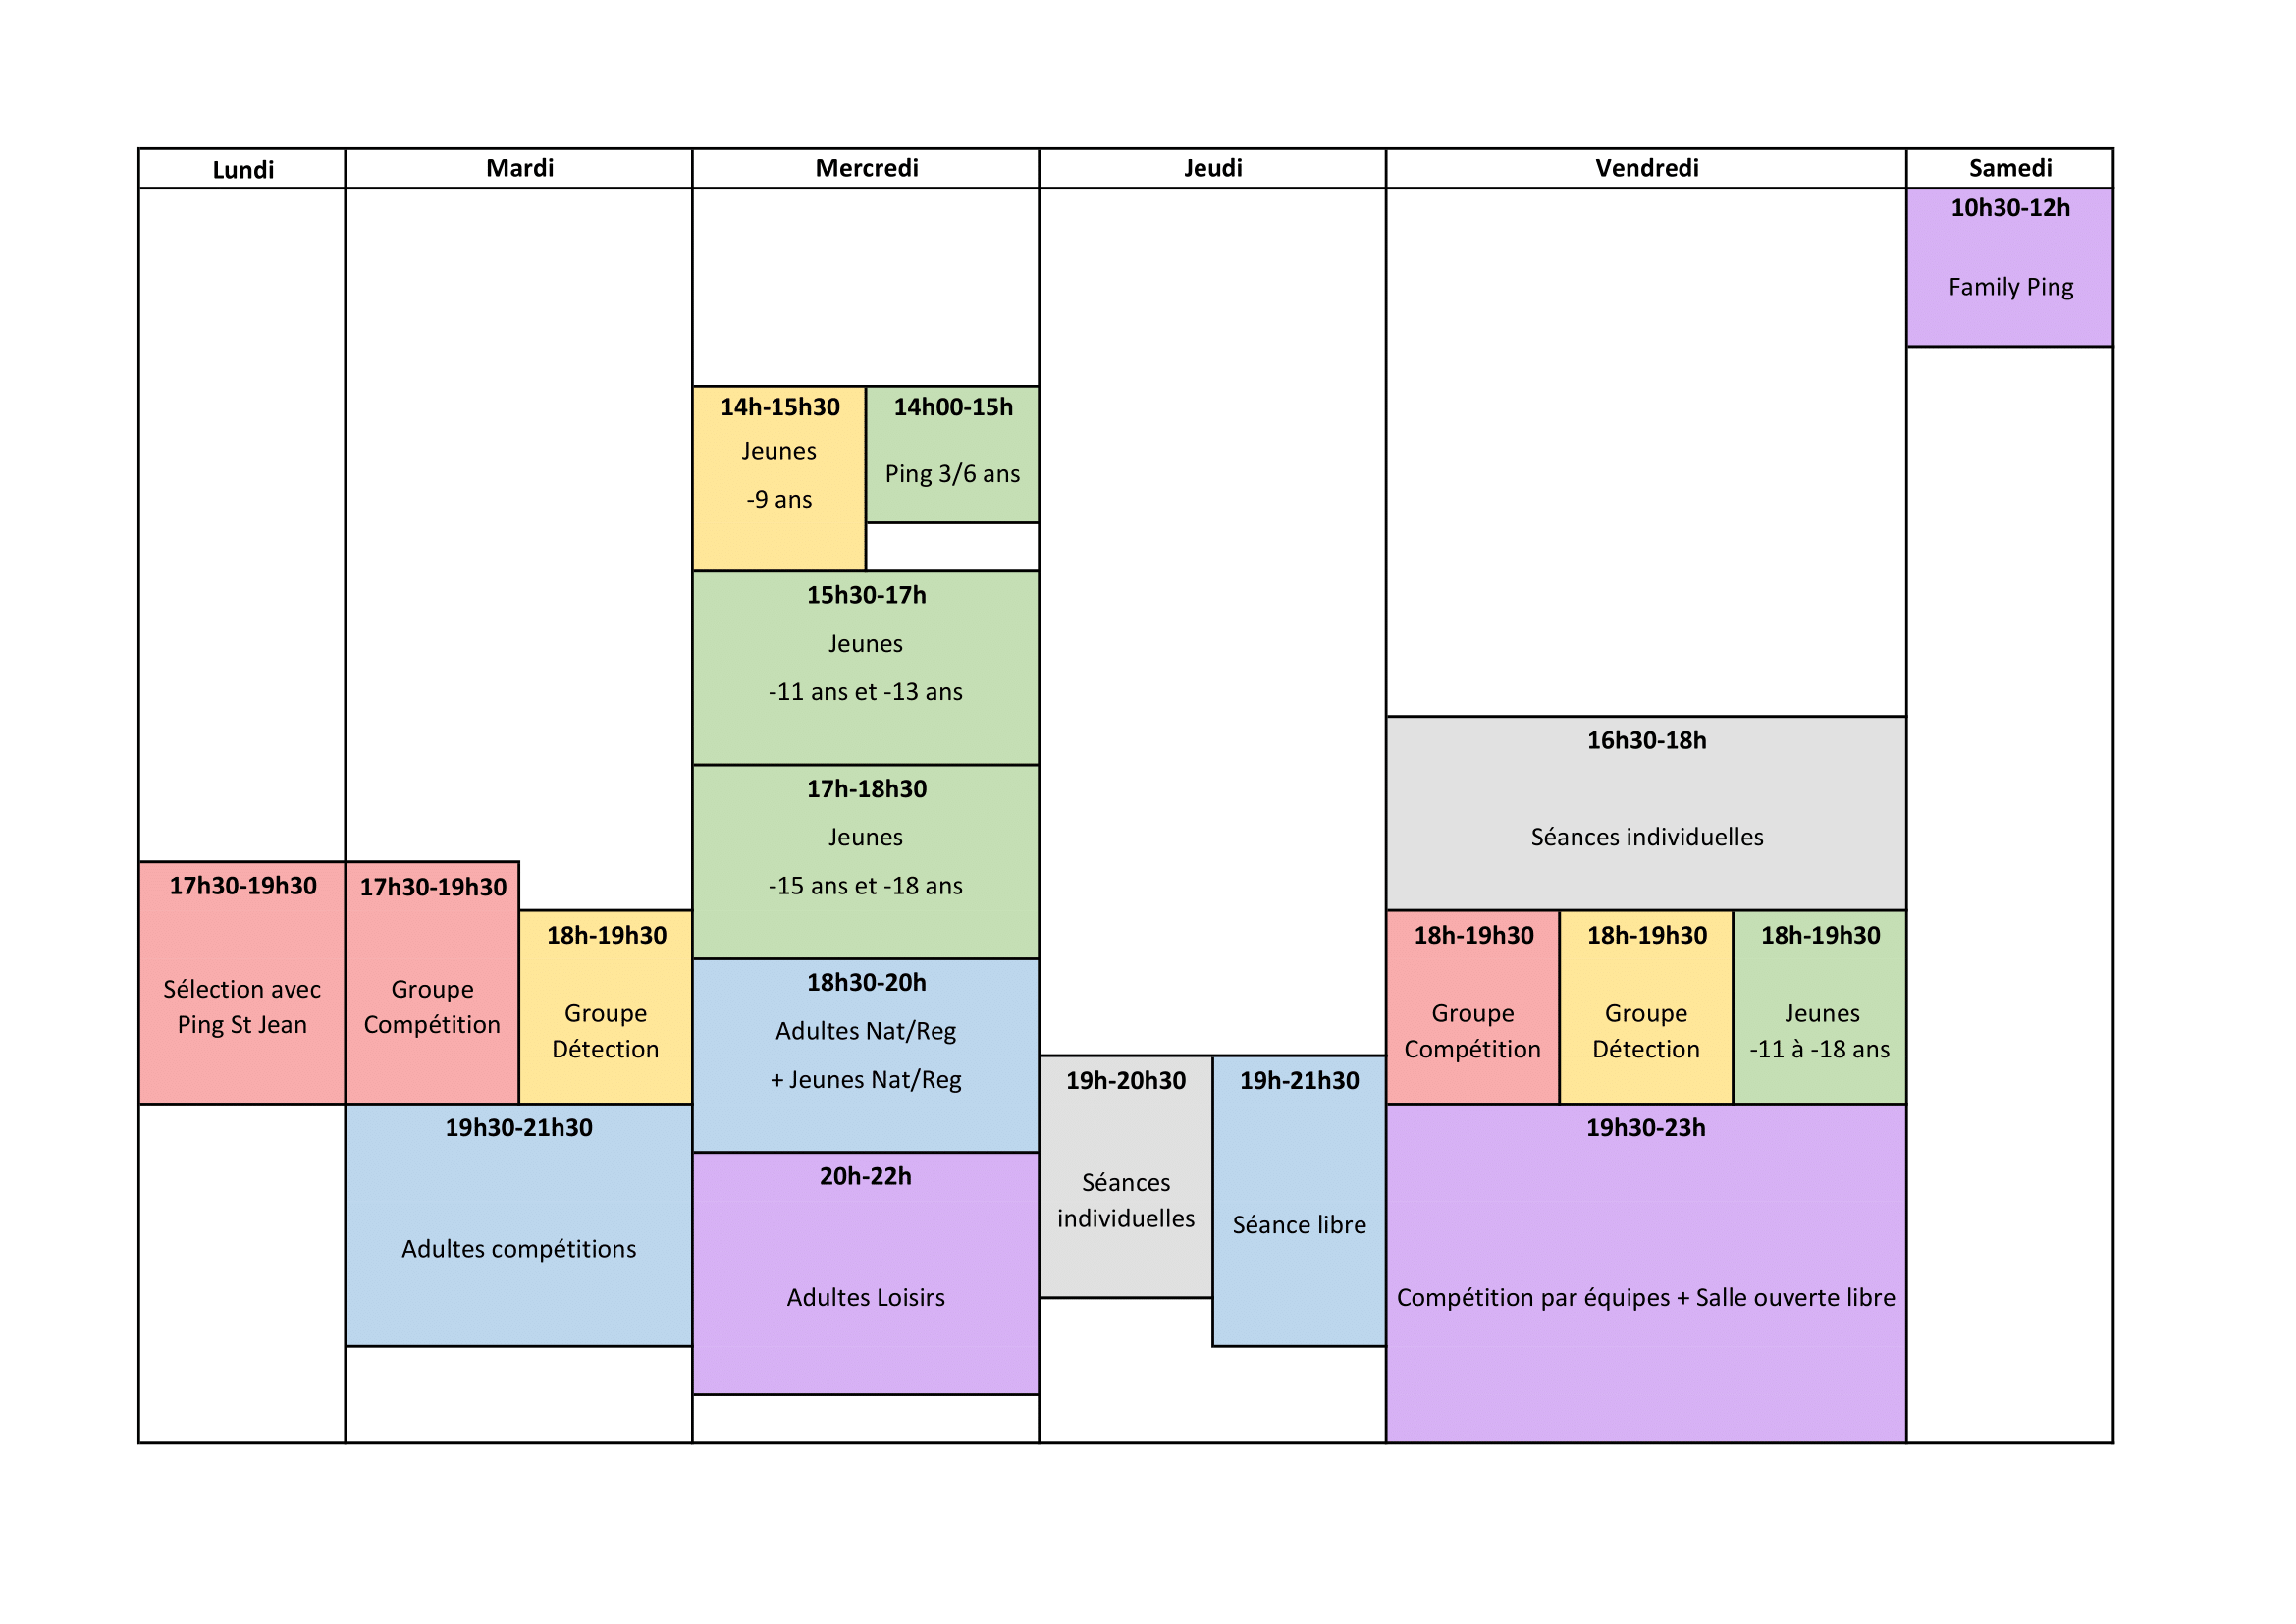 Lundi
Mardi
Mercredi
Jeudi
Vendredi
Samedi
17h30-19h30
Sélection avec
Ping St Jean
17h30-19h30
Groupe
Compétition
18h-19h30
Groupe
Détection
19h30-21h30
Adultes compétitions
14h-15h30
Jeunes
-9 ans
14h00-15h
Ping 3/6 ans
15h30-17h
Jeunes
-11 ans et -13 ans
17h-18h30
Jeunes
-15 ans et -18 ans
18h30-20h
Adultes Nat/Reg
+ Jeunes Nat/Reg
20h-22h
Adultes Loisirs
19h-20h30
Séances
individuelles
19h-21h30
Séance libre
16h30-18h
Séances individuelles
18h-19h30
Groupe
Compétition
18h-19h30
Groupe
Détection
18h-19h30
Jeunes
-11 à -18 ans
19h30-23h
Compétition par équipes + Salle ouverte libre
10h30-12h
Family Ping